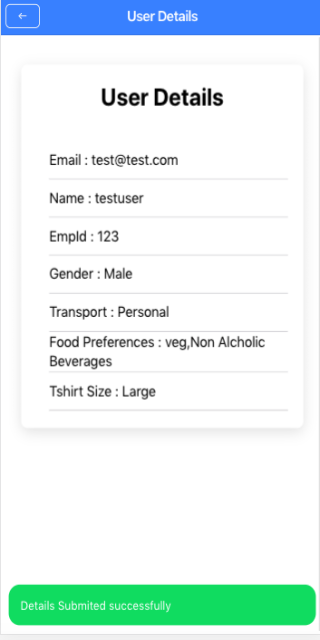 ←
User Details
User Details
Email : test@test.com
Name : testuser
EmpId : 123
Gender : Male
Transport : Personal
Food Preferences : veg,Non Alcholic
Beverages
Tshirt Size : Large
Details Submited successfully